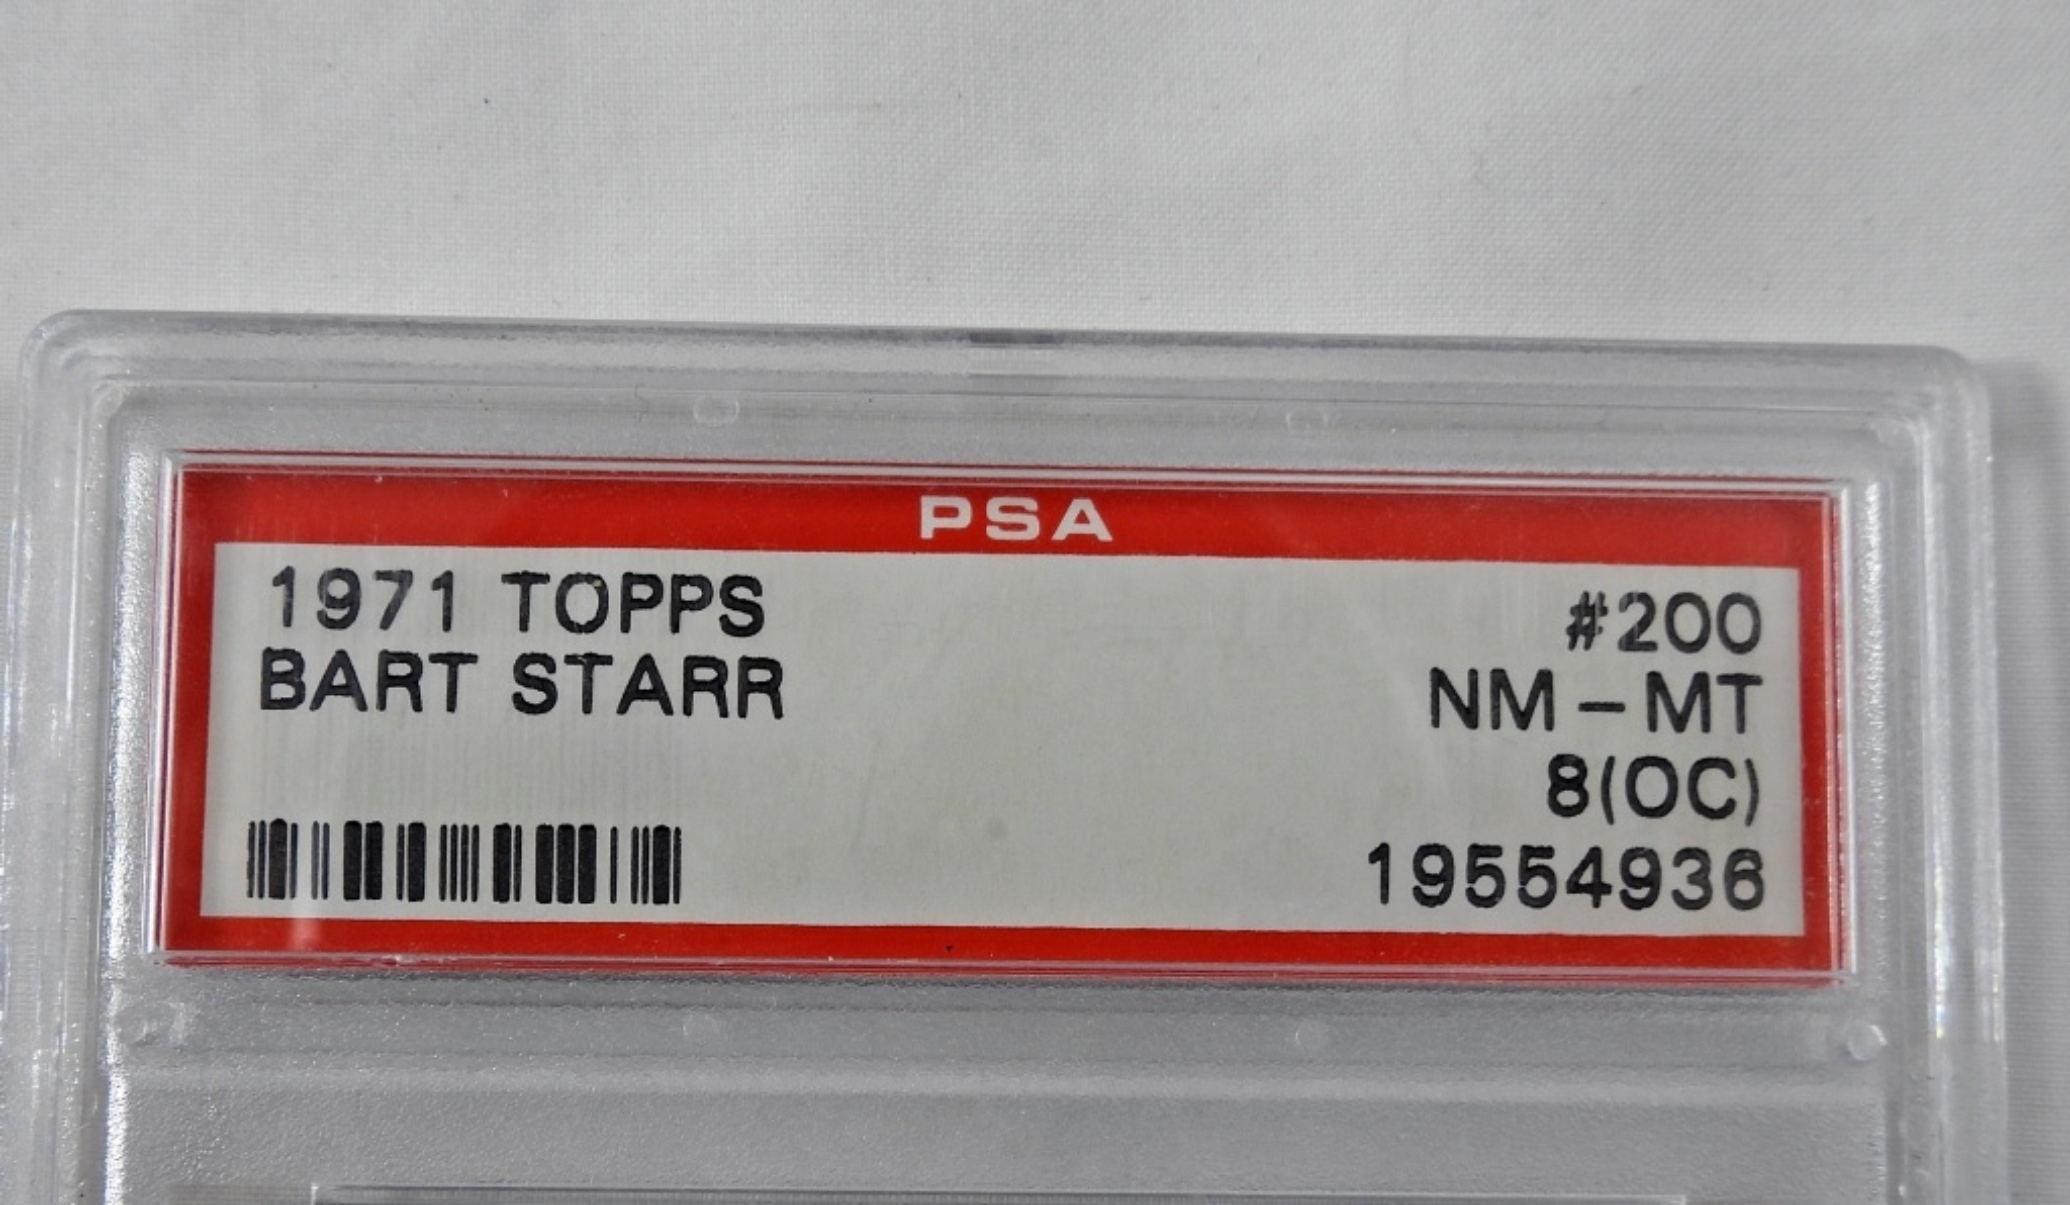 PSA
1971 TOPPS #200
BART STARR NM-MT
8(OC)
19554936